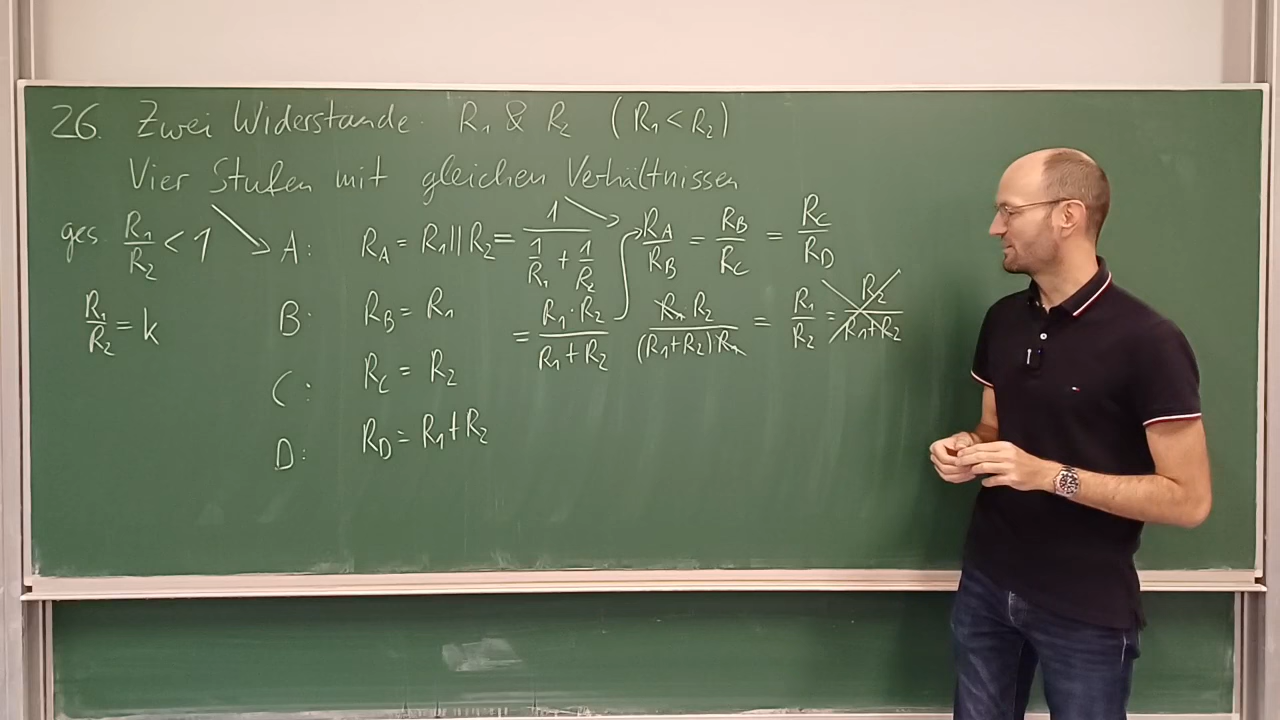 26. Zwei Widerstände. R₁ & R₂ (R₁ < R₂)
Vier Stufen mit gleichen Verhältnissen
ges. R₁/R₂ < 1
R₁/R₂ = k
A: R_A = R₁||R₂ = 1/(1/R₁ + 1/R₂)
= R₁·R₂/(R₁+R₂)
B: R_B = R₁
C: R_C = R₂
D: R_D = R₁+R₂
R_A/R_B = R_B/R_C = R_C/R_D
R₁ R₂/((R₁+R₂)R₁) = R₁/R₂ = R₂/(R₁+R₂)